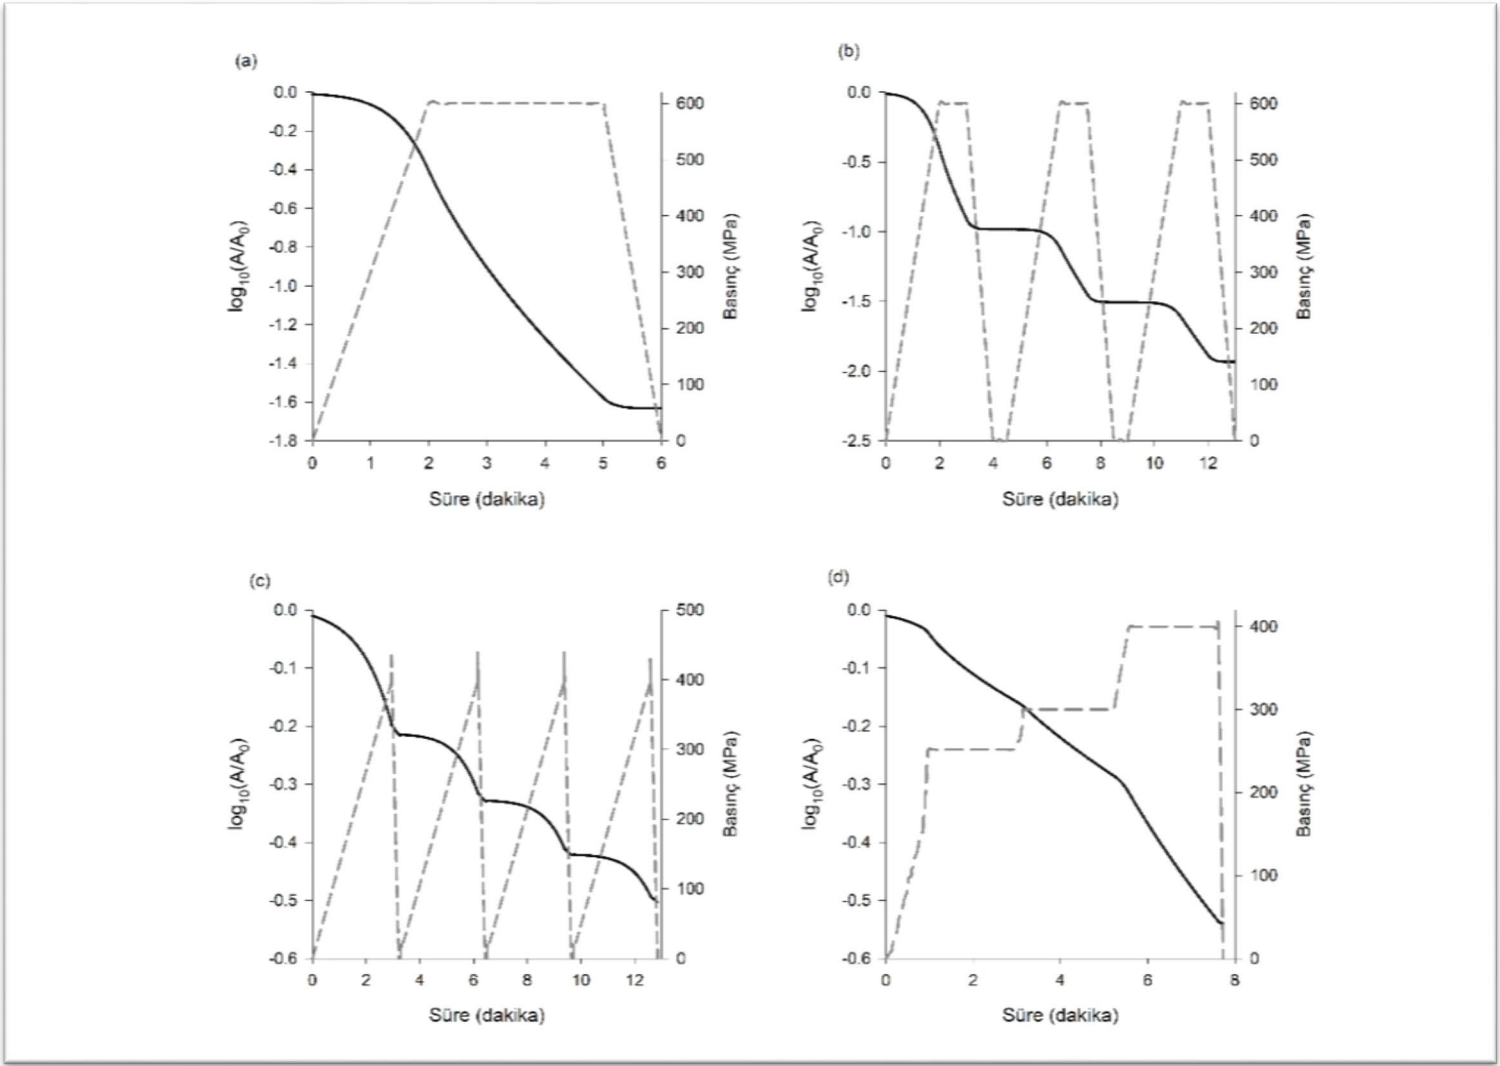 (a)
0.0
-0.2
-0.4
-0.6
-0.8
-1.0
-1.2
-1.4
-1.6
-1.8
log10(A/A0)
600
500
400
300
200
100
0
Basınç (MPa)
0 1 2 3 4 5 6
Süre (dakika)
(b)
0.0
-0.5
-1.0
-1.5
-2.0
-2.5
log10(A/A0)
600
500
400
300
200
100
0
Basınç (MPa)
0 2 4 6 8 10 12
Süre (dakika)
(c)
0.0
-0.1
-0.2
-0.3
-0.4
-0.5
-0.6
log10(A/A0)
500
400
300
200
100
0
Basınç (MPa)
0 2 4 6 8 10 12
Süre (dakika)
(d)
0.0
-0.1
-0.2
-0.3
-0.4
-0.5
-0.6
log10(A/A0)
400
300
200
100
0
Basınç (MPa)
0 2 4 6 8
Süre (dakika)